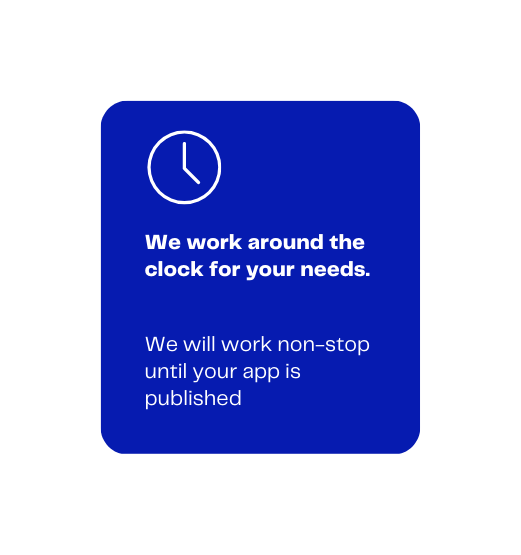 We work around the
clock for your needs.
We will work non-stop
until your app is
published